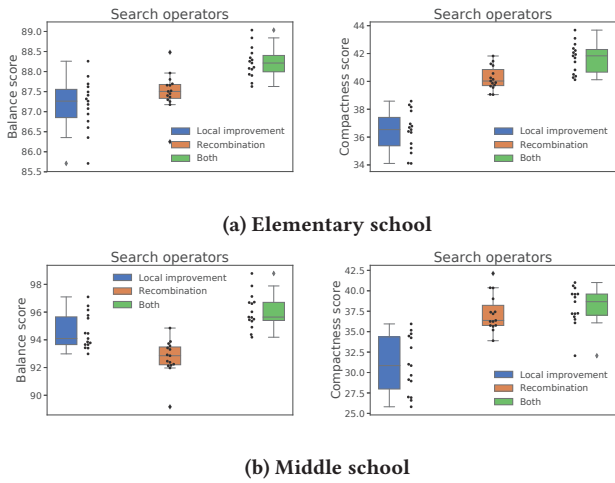 Search operators
Search operators
89.0
88.5
88.0
87.5
87.0
86.5
86.0
85.5
Balance score
Local improvement
Recombination
Both
44
42
40
38
36
34
Compactness score
Local improvement
Recombination
Both
(a) Elementary school
Search operators
Search operators
98
96
94
92
90
Balance score
Local improvement
Recombination
Both
42.5
40.0
37.5
35.0
32.5
30.0
27.5
25.0
Compactness score
Local improvement
Recombination
Both
(b) Middle school